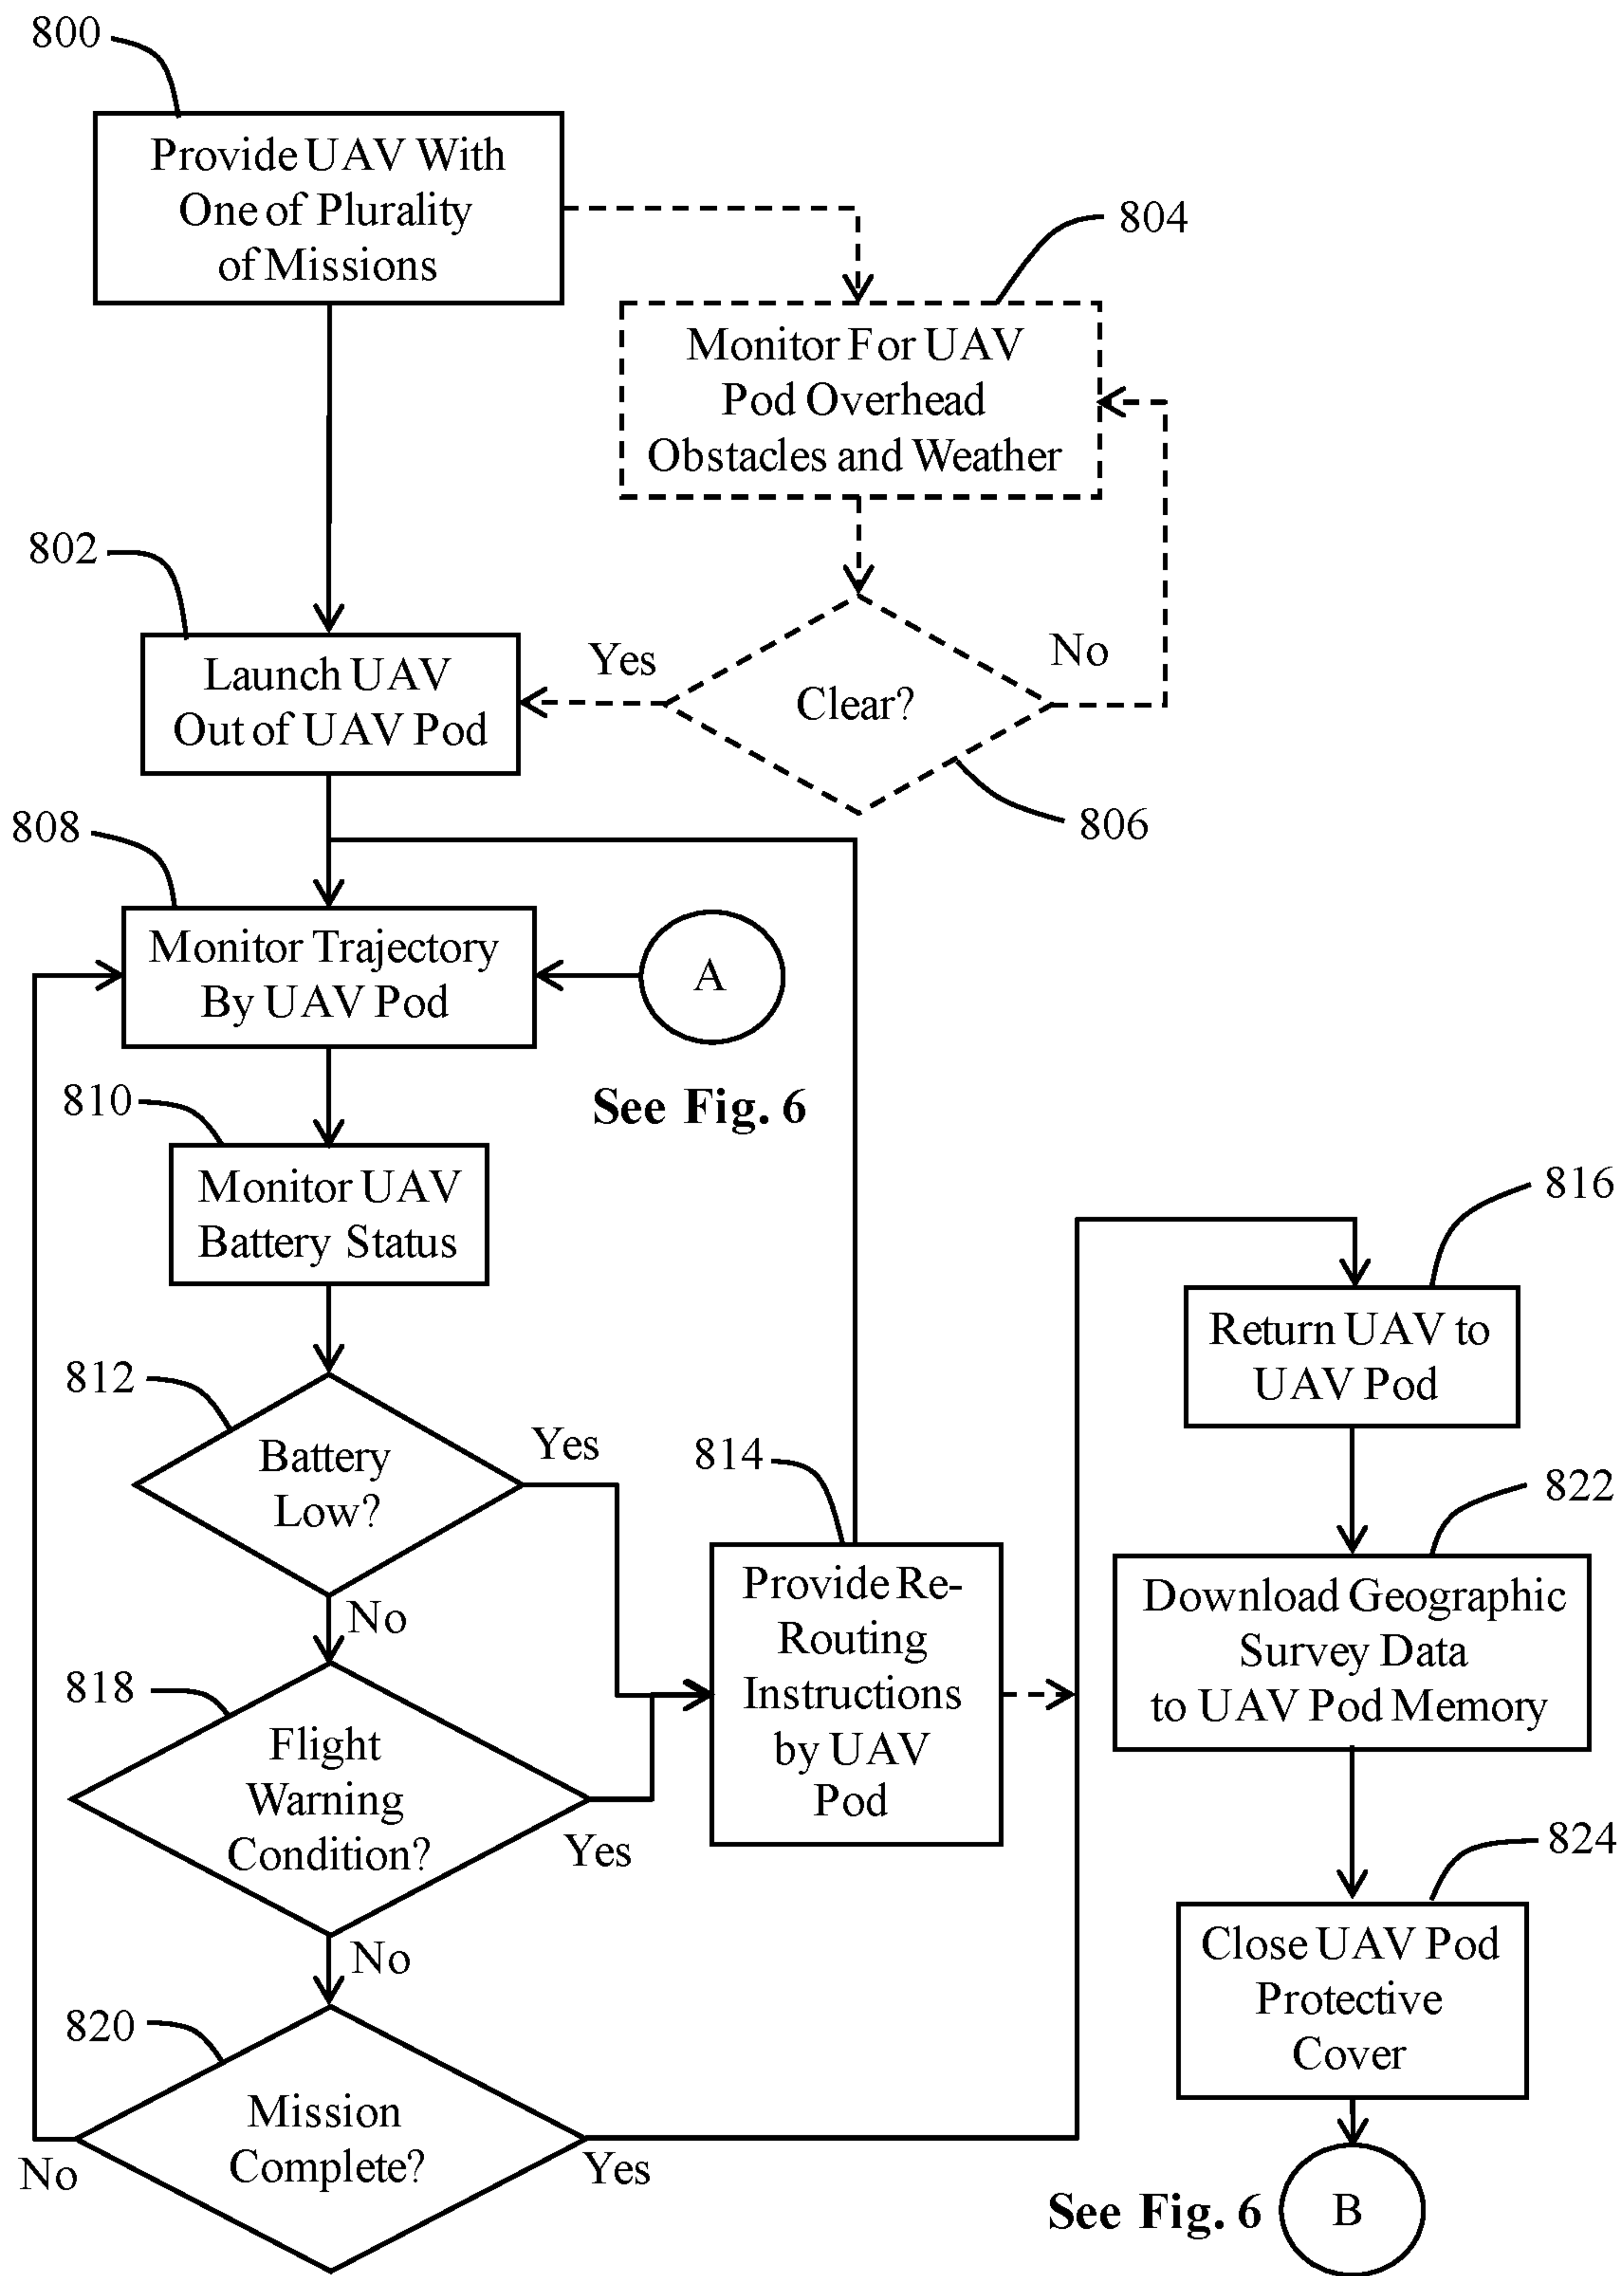 800
Provide UAV With
One of Plurality
of Missions
804
Monitor For UAV
Pod Overhead
Obstacles and Weather
802
Launch UAV
Out of UAV Pod
Yes
Clear?
No
806
808
Monitor Trajectory
By UAV Pod
A
See Fig. 6
810
Monitor UAV
Battery Status
812
Battery
Low?
Yes
No
814
Provide Re-
Routing
Instructions
by UAV
Pod
818
Flight
Warning
Condition?
Yes
No
820
Mission
Complete?
No
Yes
816
Return UAV to
UAV Pod
822
Download Geographic
Survey Data
to UAV Pod Memory
824
Close UAV Pod
Protective
Cover
See Fig. 6
B